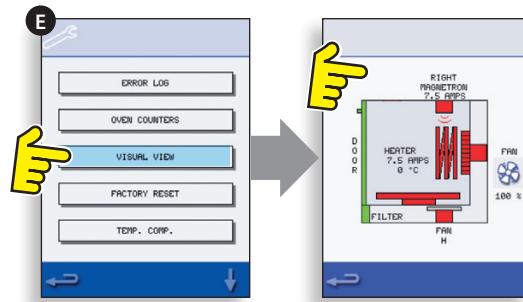 E
ERROR LOG
OVEN COUNTERS
VISUAL VIEW
FACTORY RESET
TEMP. COMP.
RIGHT
MAGNETRON
7.5 AMPS
DOOR
HEATER
7.5 AMPS
0 °C
FAN
100 %
FILTER
FAN
H